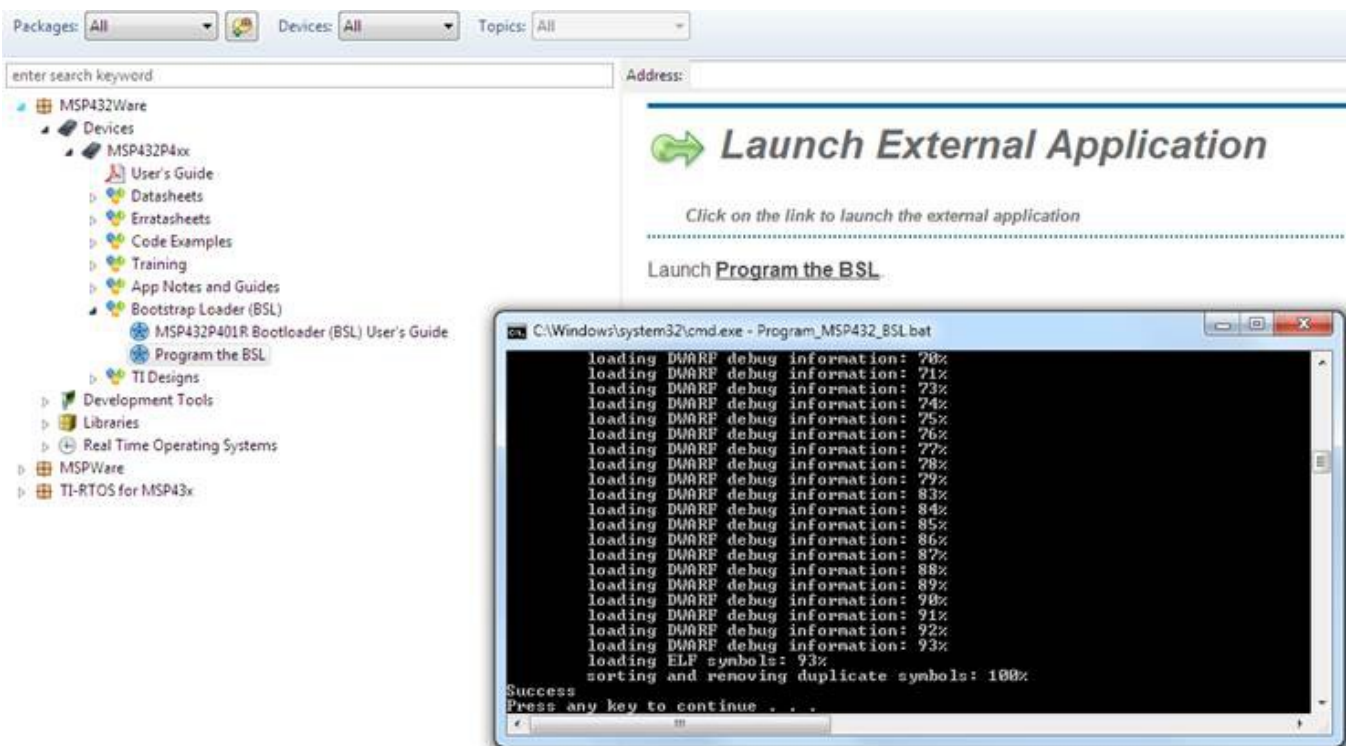 Packages: All Devices: All Topics: All
enter search keyword
Address:
MSP432Ware
Devices
MSP432P4xx
User's Guide
Datasheets
Erratasheets
Code Examples
Training
App Notes and Guides
Bootstrap Loader (BSL)
MSP432P401R Bootloader (BSL) User's Guide
Program the BSL
TI Designs
Development Tools
Libraries
Real Time Operating Systems
MSPWare
TI-RTOS for MSP43x
Launch External Application
Click on the link to launch the external application
Launch Program the BSL.
C:\Windows\system32\cmd.exe - Program_MSP432_BSL.bat
loading DWARF debug information: 70%
loading DWARF debug information: 71%
loading DWARF debug information: 73%
loading DWARF debug information: 74%
loading DWARF debug information: 75%
loading DWARF debug information: 76%
loading DWARF debug information: 77%
loading DWARF debug information: 78%
loading DWARF debug information: 79%
loading DWARF debug information: 83%
loading DWARF debug information: 84%
loading DWARF debug information: 85%
loading DWARF debug information: 86%
loading DWARF debug information: 87%
loading DWARF debug information: 88%
loading DWARF debug information: 89%
loading DWARF debug information: 90%
loading DWARF debug information: 91%
loading DWARF debug information: 92%
loading DWARF debug information: 93%
loading ELF symbols: 93%
sorting and removing duplicate symbols: 100%
Success
Press any key to continue . . .